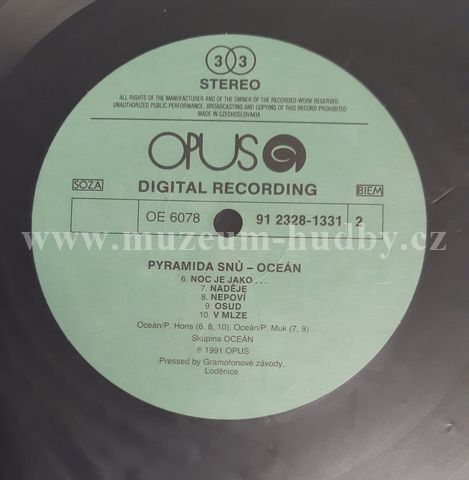 33
STEREO
ALL RIGHTS OF THE MANUFACTURER AND OF THE OWNER OF THE RECORDED WORK RESERVED.
UNAUTHORIZED PUBLIC PERFORMANCE, BROADCASTING AND COPYING OF THIS RECORD PROHIBITED
MADE IN CZECHOSLOVAKIA
OPUS
SOZA DIGITAL RECORDING BIEM
OE 6078 91 2328-1331 2
www.muzeum-hudby.cz
PYRAMIDA SNŮ – OCEÁN
6. NOC JE JAKO . . .
7. NADĚJE
8. NEPOVÍ
9. OSUD
10. V MLZE
Oceán/P. Hons (6, 8, 10), Oceán/P. Muk (7, 9)
Skupina OCEÁN
℗ 1991 OPUS
Pressed by Gramofonové závody,
Loděnice